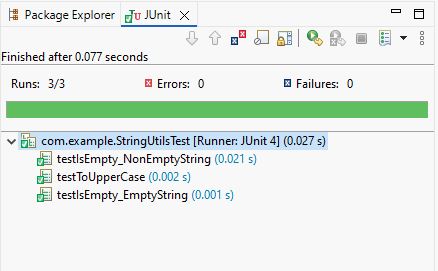 Package Explorer JUnit
Finished after 0.077 seconds
Runs: 3/3 Errors: 0 Failures: 0
com.example.StringUtilsTest [Runner: JUnit 4] (0.027 s)
testIsEmpty_NonEmptyString (0.021 s)
testToUpperCase (0.002 s)
testIsEmpty_EmptyString (0.001 s)